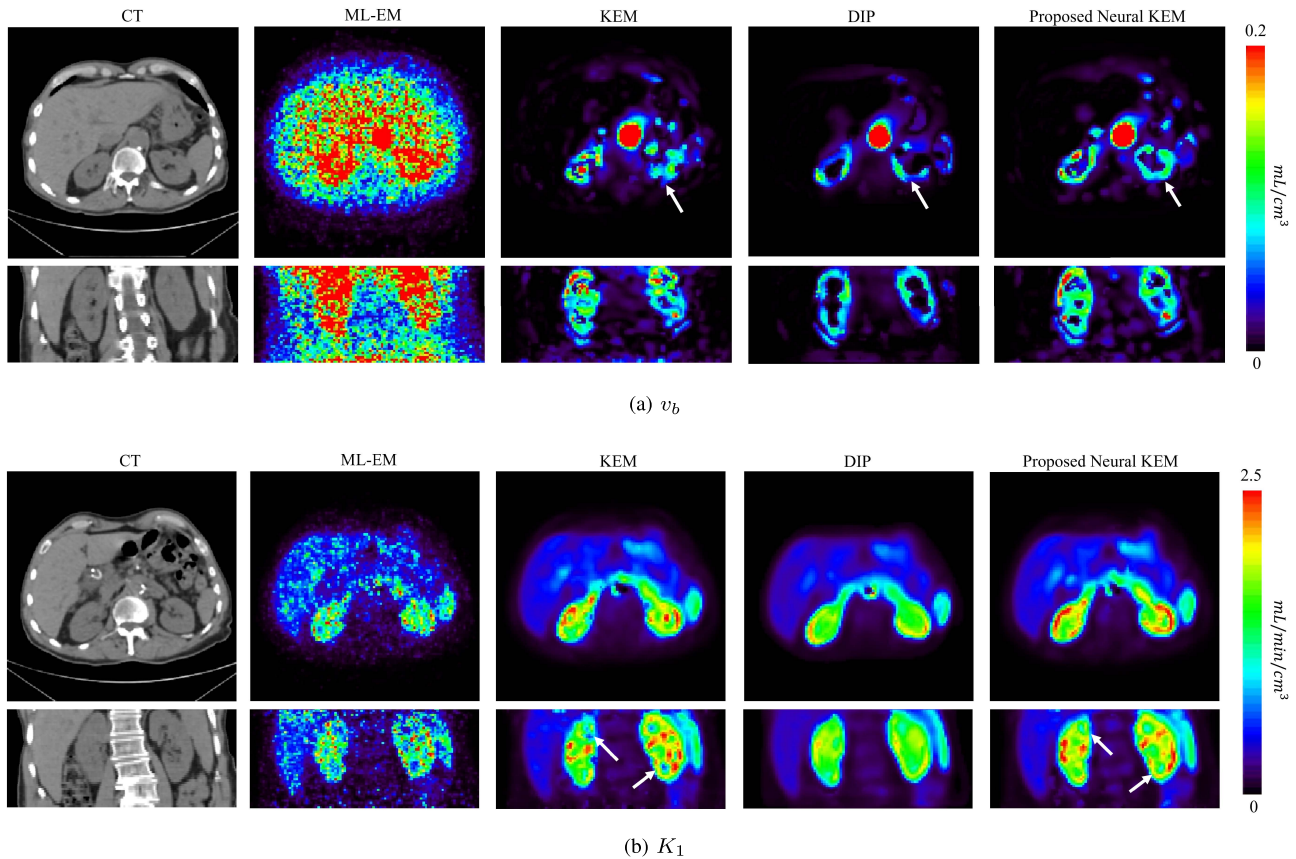 CT ML-EM KEM DIP Proposed Neural KEM
0.2
mL/cm³
0
(a) v_b
CT ML-EM KEM DIP Proposed Neural KEM
2.5
mL/min/cm³
0
(b) K₁